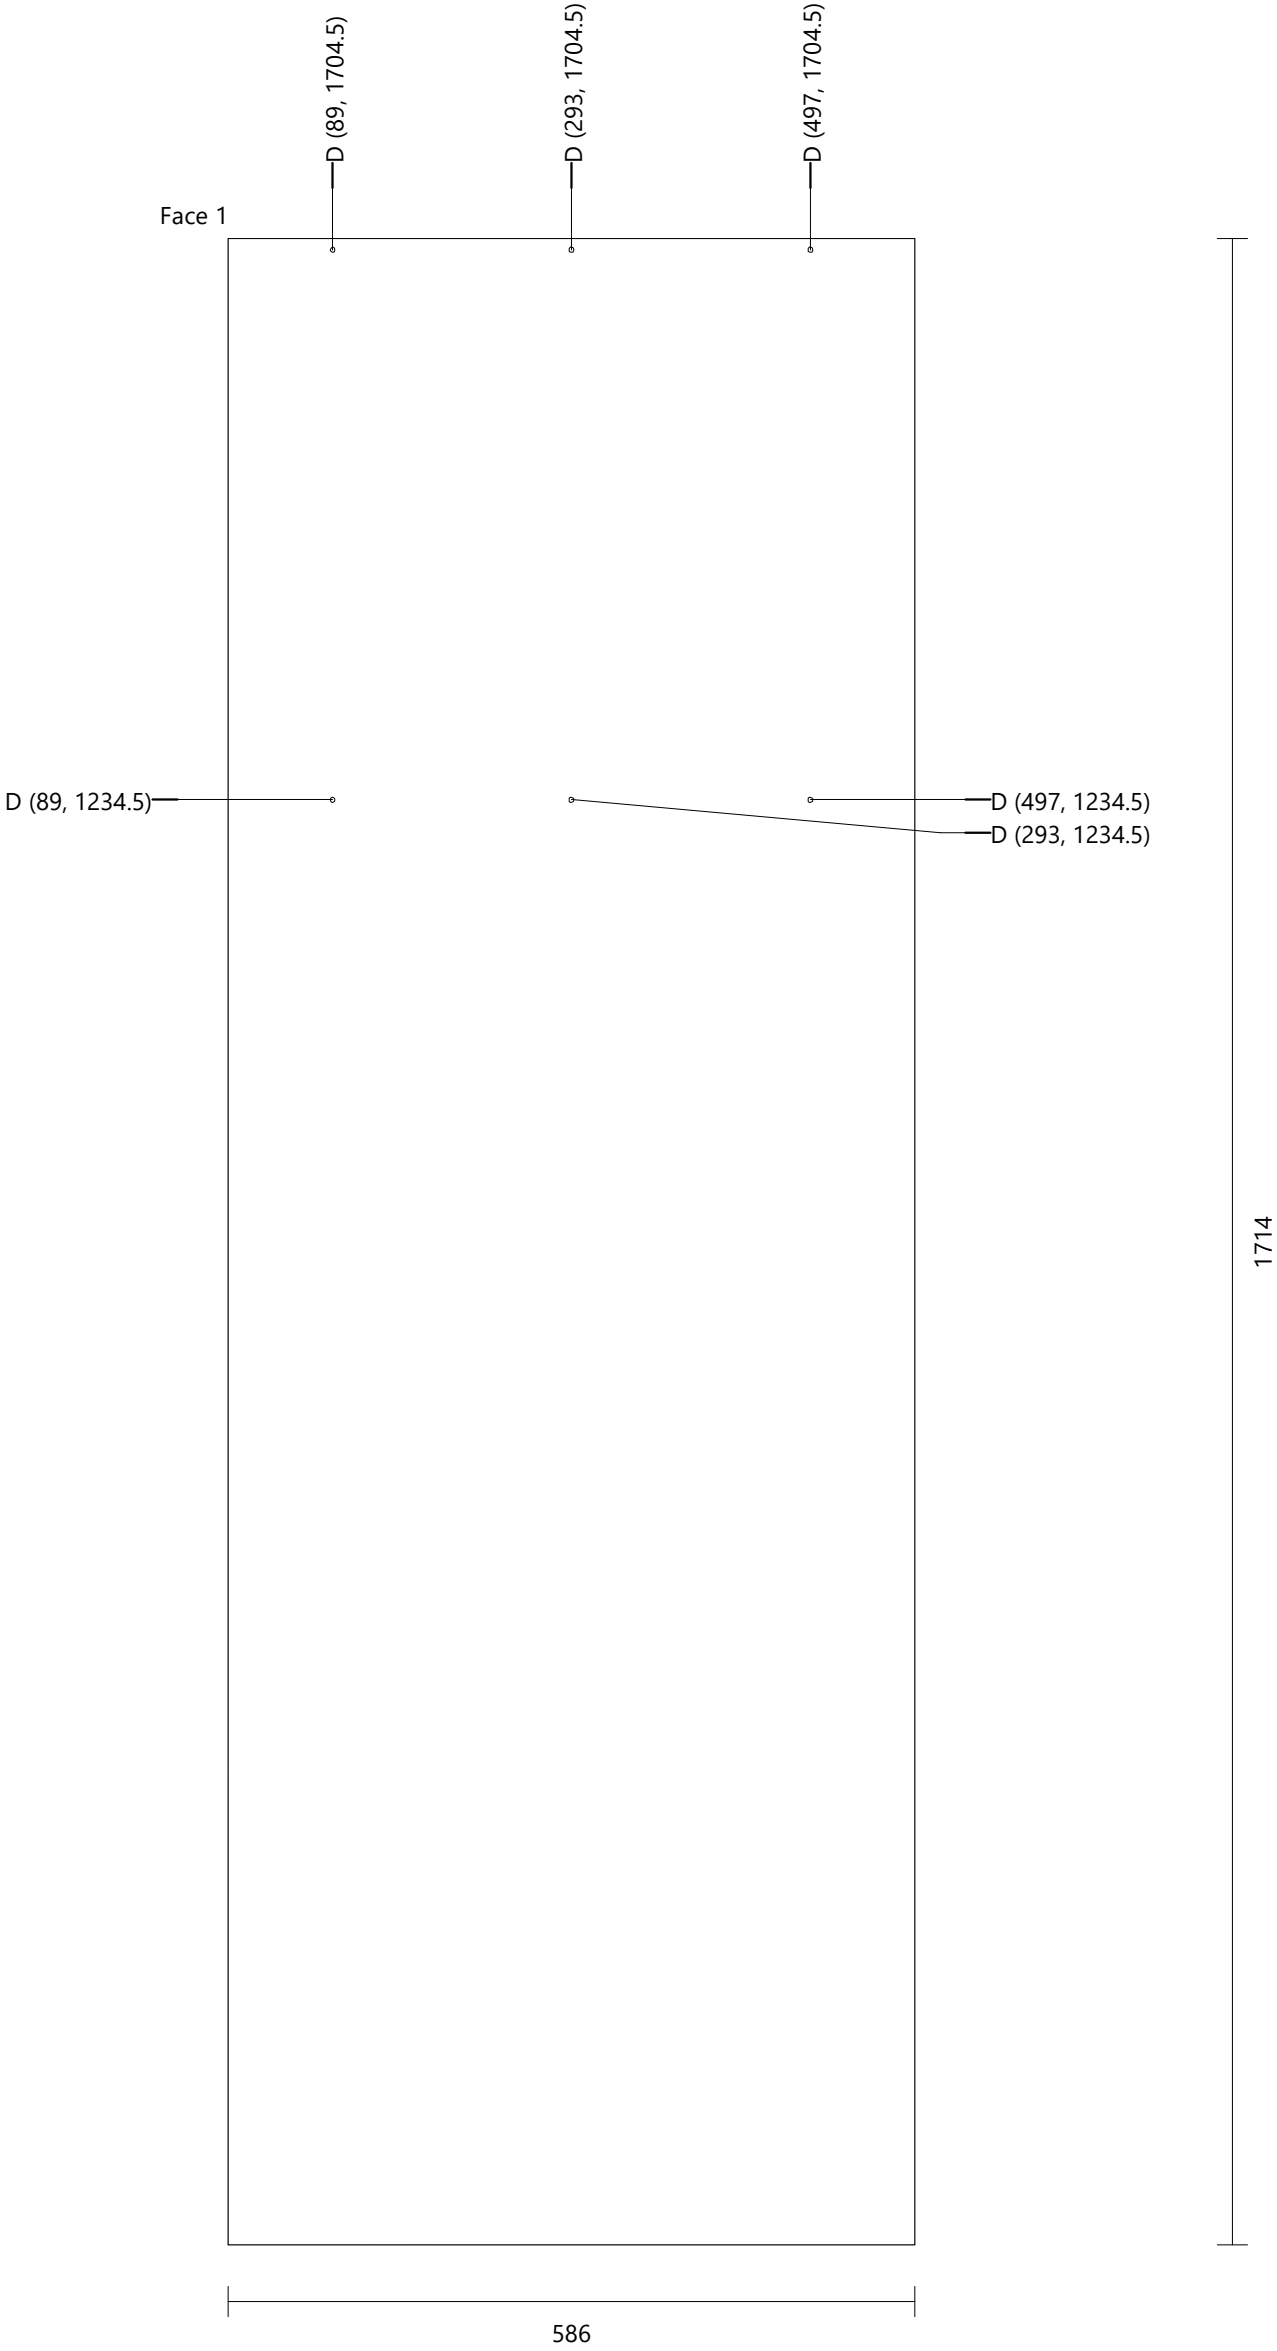 D (89, 1704.5)
D (293, 1704.5)
D (497, 1704.5)
Face 1
D (89, 1234.5)
D (497, 1234.5)
D (293, 1234.5)
1714
586